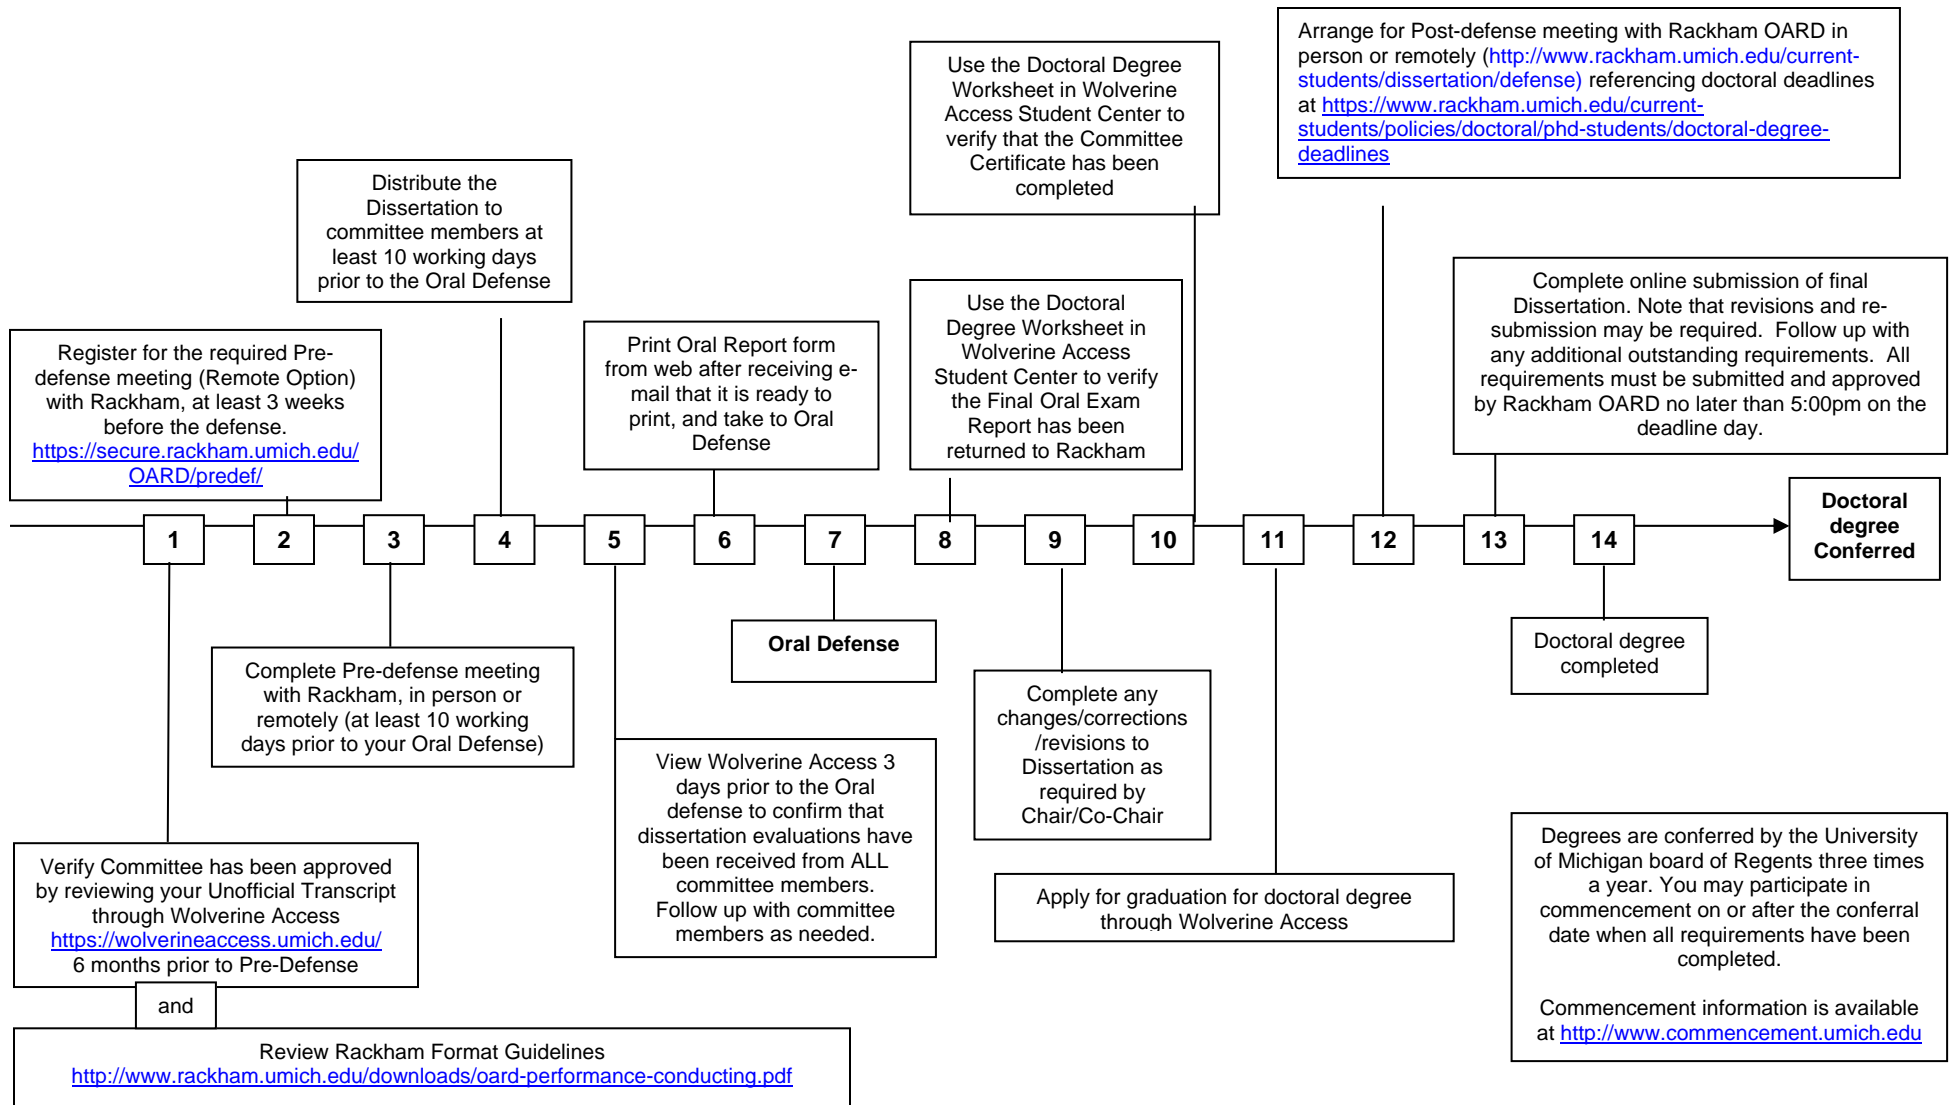 Arrange for Post-defense meeting with Rackham OARD in
person or remotely (http://www.rackham.umich.edu/current-
students/dissertation/defense) referencing doctoral deadlines
at https://www.rackham.umich.edu/current-
students/policies/doctoral/phd-students/doctoral-degree-
deadlines
Use the Doctoral Degree
Worksheet in Wolverine
Access Student Center to
verify that the Committee
Certificate has been
completed
Distribute the
Dissertation to
committee members at
least 10 working days
prior to the Oral Defense
Complete online submission of final
Dissertation. Note that revisions and re-
submission may be required.  Follow up with
any additional outstanding requirements.  All
requirements must be submitted and approved
by Rackham OARD no later than 5:00pm on the
deadline day.
Use the Doctoral
Degree Worksheet in
Wolverine Access
Student Center to verify
the Final Oral Exam
Report has been
returned to Rackham
Print Oral Report form
from web after receiving e-
mail that it is ready to
print, and take to Oral
Defense
Register for the required Pre-
defense meeting (Remote Option)
with Rackham, at least 3 weeks
before the defense.
https://secure.rackham.umich.edu/
OARD/predef/
1
2
3
4
5
6
7
8
9
10
11
12
13
14
Doctoral
degree
Conferred
Oral Defense
Doctoral degree
completed
Complete Pre-defense meeting
with Rackham, in person or
remotely (at least 10 working
days prior to your Oral Defense)
Complete any
changes/corrections
/revisions to
Dissertation as
required by
Chair/Co-Chair
View Wolverine Access 3
days prior to the Oral
defense to confirm that
dissertation evaluations have
been received from ALL
committee members.
Follow up with committee
members as needed.
Degrees are conferred by the University
of Michigan board of Regents three times
a year. You may participate in
commencement on or after the conferral
date when all requirements have been
completed.
Commencement information is available
at http://www.commencement.umich.edu
Verify Committee has been approved
by reviewing your Unofficial Transcript
through Wolverine Access
https://wolverineaccess.umich.edu/
6 months prior to Pre-Defense
Apply for graduation for doctoral degree
through Wolverine Access
and
Review Rackham Format Guidelines
http://www.rackham.umich.edu/downloads/oard-performance-conducting.pdf